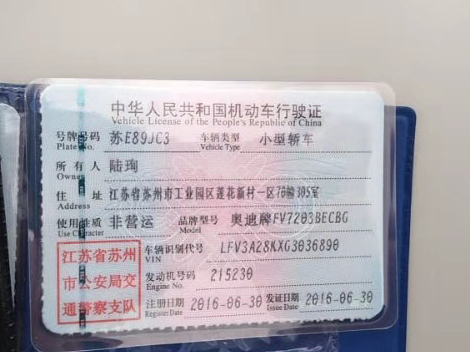 中华人民共和国机动车行驶证
Vehicle License of the People's Republic of China
号牌号码 苏E89JC3 车辆类型 小型轿车
Plate No. Vehicle Type
所有人 陆珣
Owner
住址 江苏省苏州市工业园区莲花新村一区70幢305室
Address
使用性质 非营运 品牌型号 奥迪牌FV7203BECBG
Use Character Model
江苏省苏州市公安局交通警察支队
车辆识别代号 LFV3A28KXG3036890
VIN
发动机号码 215230
Engine No.
注册日期 2016-06-30 发证日期 2016-06-30
Register Date Issue Date